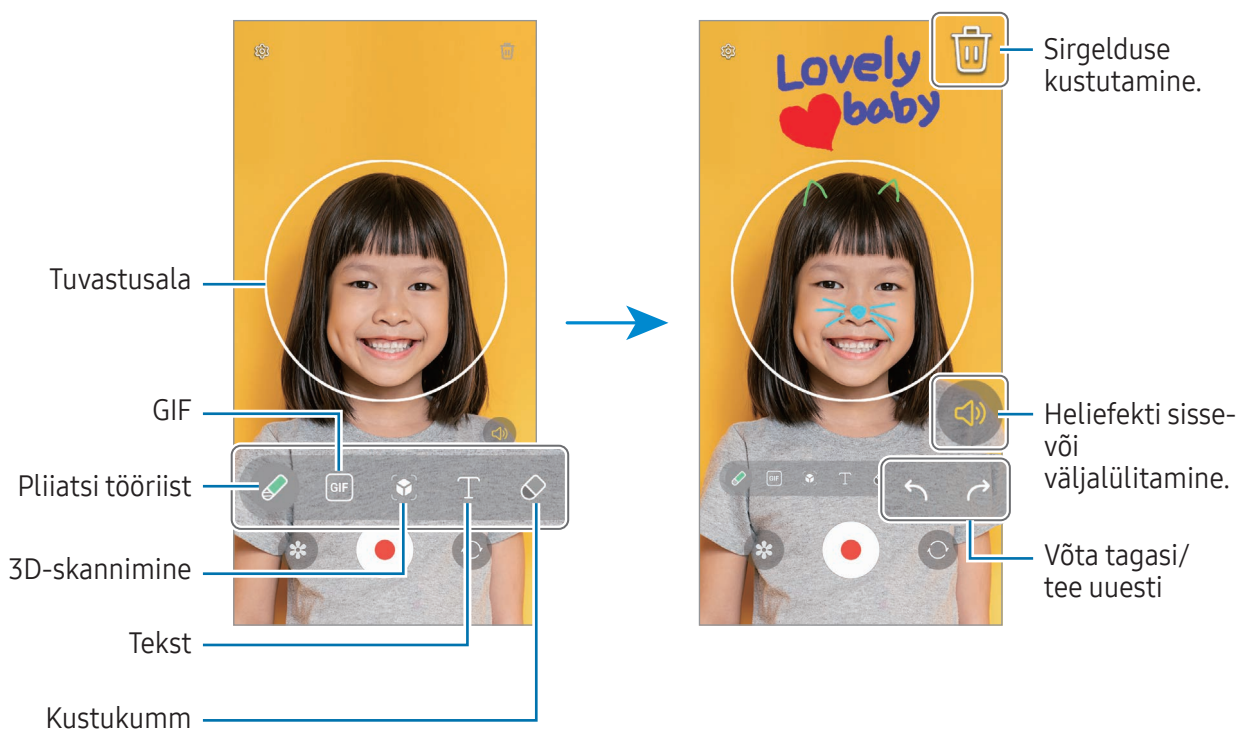 Tuvastusala
GIF
Pliiatsi tööriist
3D-skannimine
Tekst
Kustukumm
GIF
T
Lovely
baby
GIF
T
Sirgelduse
kustutamine.
Heliefekti sisse-
või
väljalülitamine.
Võta tagasi/
tee uuesti